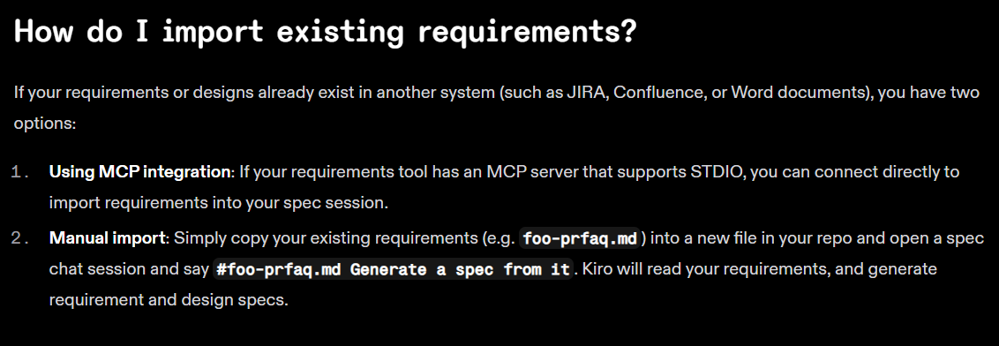 How do I import existing requirements?
If your requirements or designs already exist in another system (such as JIRA, Confluence, or Word documents), you have two
options:
1. Using MCP integration: If your requirements tool has an MCP server that supports STDIO, you can connect directly to
import requirements into your spec session.
2. Manual import: Simply copy your existing requirements (e.g. foo-prfaq.md) into a new file in your repo and open a spec
chat session and say #foo-prfaq.md Generate a spec from it. Kiro will read your requirements, and generate
requirement and design specs.